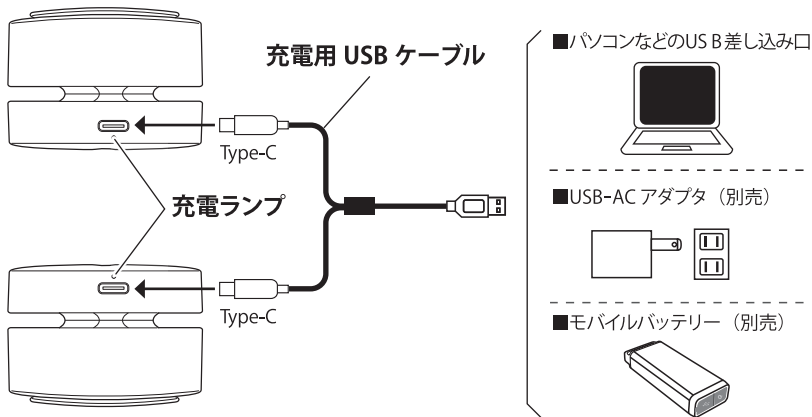 充電用 USB ケーブル
Type-C
充電ランプ
Type-C
■パソコンなどのUSB差し込み口
■USB-AC アダプタ（別売）
■モバイルバッテリー（別売）